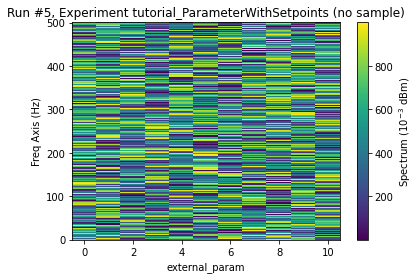 Run #5, Experiment tutorial_ParameterWithSetpoints (no sample)
500
400
300
200
100
0
Freq Axis (Hz)
0 2 4 6 8 10
external_param
800
600
400
200
Spectrum (10⁻³ dBm)